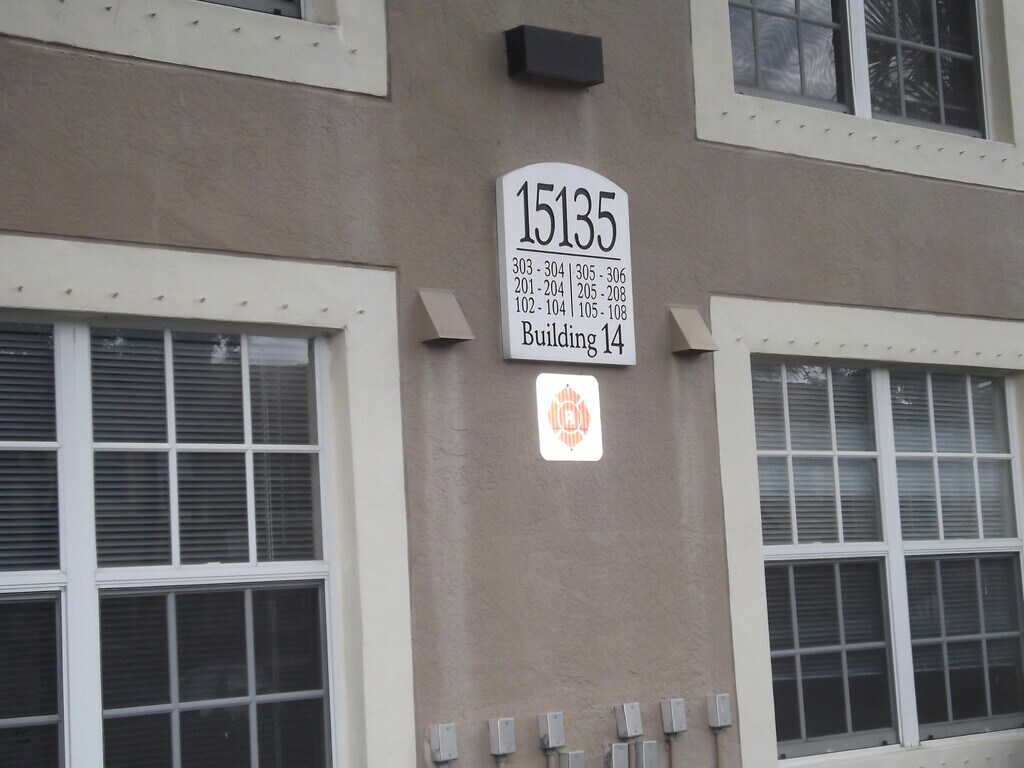 15135
303 - 304 | 305 - 306
201 - 204 | 205 - 208
102 - 104 | 105 - 108
Building 14